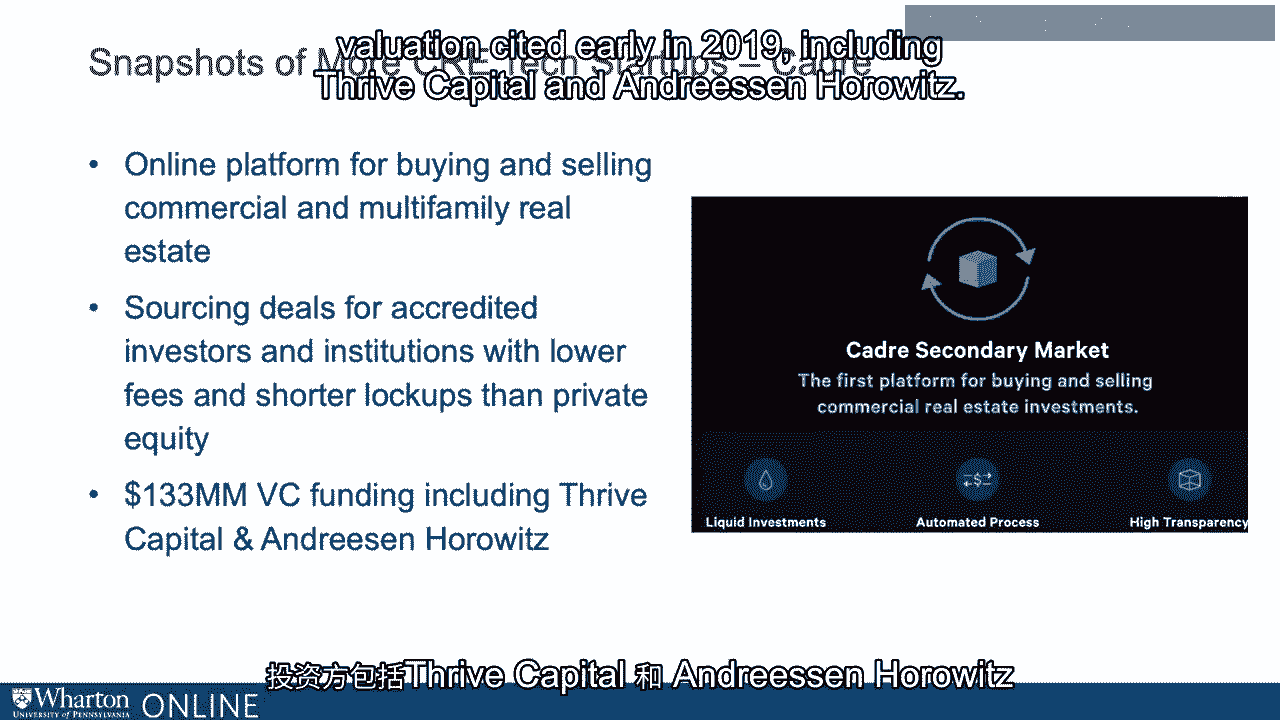 valuation cited early in 2019, including
Thrive Capital and Andreessen Horowitz.
Snapshots of More CRE Tech Startups – Cadre
• Online platform for buying and selling
commercial and multifamily real
estate
• Sourcing deals for accredited
investors and institutions with lower
fees and shorter lockups than private
equity
• $133MM VC funding including Thrive
Capital & Andreesen Horowitz
Cadre Secondary Market
The first platform for buying and selling
commercial real estate investments.
Liquid Investments
Automated Process
High Transparency
投资方包括Thrive Capital 和 Andreessen Horowitz
Wharton
UNIVERSITY of PENNSYLVANIA
ONLINE